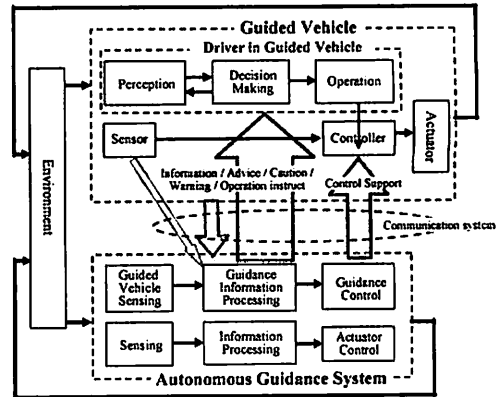 Guided Vehicle
Driver in Guided Vehicle
Perception
Decision
Making
Operation
Sensor
Controller
Actuator
Environment
Information / Advice / Caution /
Warning / Operation instruct
Control Support
Communication system
Guided
Vehicle
Sensing
Guidance
Information
Processing
Guidance
Control
Sensing
Information
Processing
Actuator
Control
Autonomous Guidance System